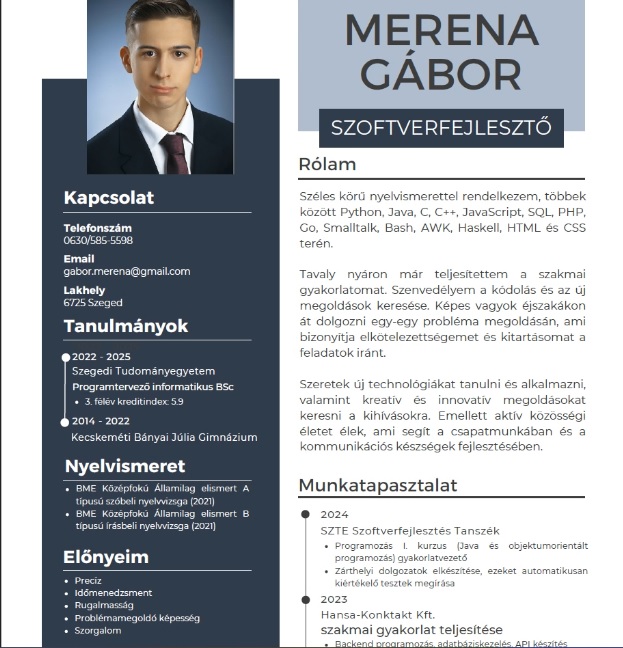 MERENA
GÁBOR
SZOFTVERFEJLESZTŐ
Kapcsolat
Telefonszám
0630/585-5598
Email
gabor.merena@gmail.com
Lakhely
6725 Szeged
Tanulmányok
2022 - 2025
Szegedi Tudományegyetem
Programtervező informatikus BSc
• 3. félév kreditindex: 5.9
2014 - 2022
Kecskeméti Bányai Júlia Gimnázium
Nyelvismeret
• BME Középfokú Államilag elismert A
típusú szóbeli nyelvvizsga (2021)
• BME Középfokú Államilag elismert B
típusú írásbeli nyelvvizsga (2021)
Előnyeim
• Precíz
• Időmenedzsment
• Rugalmasság
• Problémamegoldó képesség
• Szorgalom
Rólam
Széles körű nyelvismerettel rendelkezem, többek
között Python, Java, C, C++, JavaScript, SQL, PHP,
Go, Smalltalk, Bash, AWK, Haskell, HTML és CSS
terén.
Tavaly nyáron már teljesítettem a szakmai
gyakorlatomat. Szenvedélyem a kódolás és az új
megoldások keresése. Képes vagyok éjszakákon
át dolgozni egy-egy probléma megoldásán, ami
bizonyítja elkötelezettségemet és kitartásomat a
feladatok iránt.
Szeretek új technológiákat tanulni és alkalmazni,
valamint kreatív és innovatív megoldásokat
keresni a kihívásokra. Emellett aktív közösségi
életet élek, ami segít a csapatmunkában és a
kommunikációs készségek fejlesztésében.
Munkatapasztalat
2024
SZTE Szoftverfejlesztés Tanszék
• Programozás I. kurzus (Java és objektumorientált
programozás) gyakorlatvezető
• Zárthelyi dolgozatok elkészítése, ezeket automatikusan
kiértékelő tesztek megírása
2023
Hansa-Konktakt Kft.
szakmai gyakorlat teljesítése
• Backend programozás, adatbáziskezelés, API készítés